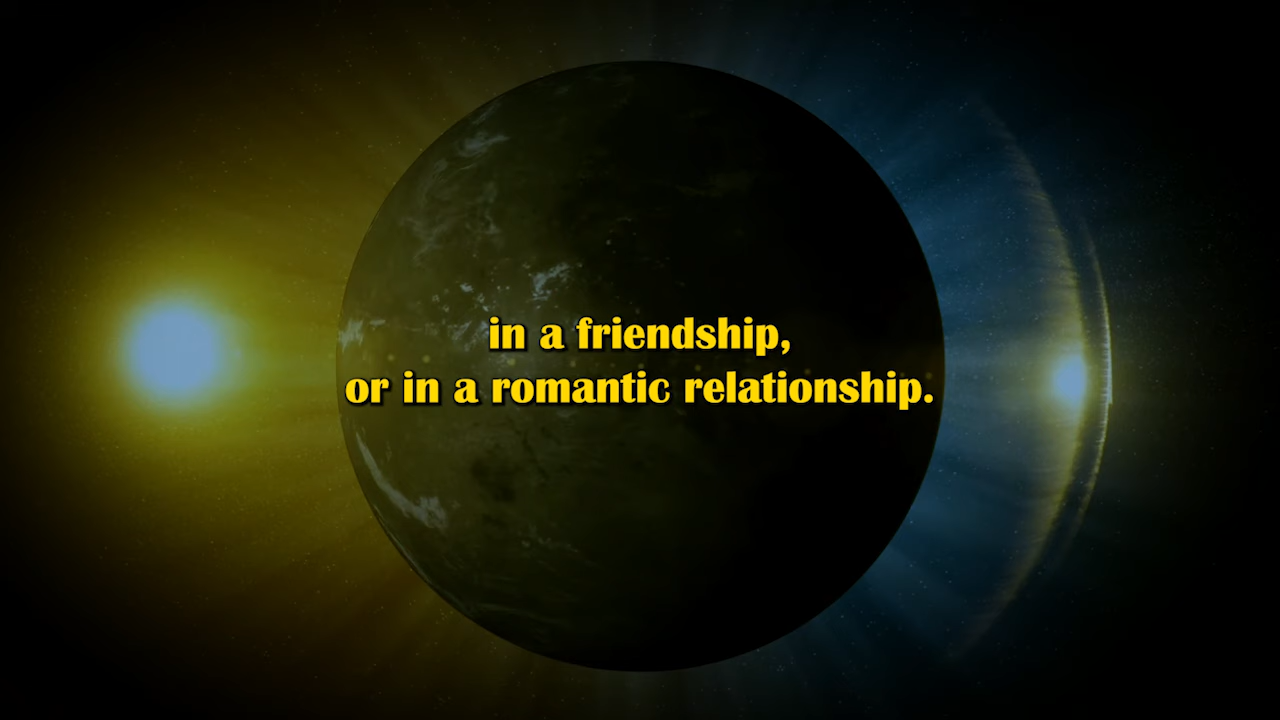 in a friendship,
or in a romantic relationship.